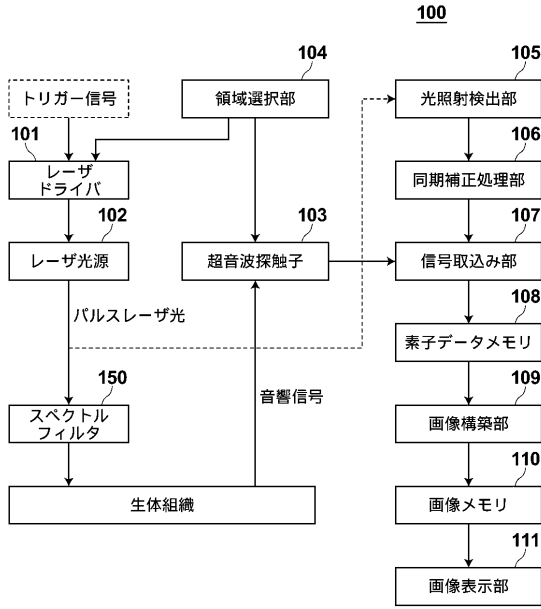 100
104
105
トリガー信号
領域選択部
光照射検出部
101
106
レーザ
ドライバ
同期補正処理部
102
103
107
レーザ光源
超音波探触子
信号取込み部
パルスレーザ光
108
素子データメモリ
150
音響信号
109
スペクトル
フィルタ
画像構築部
110
生体組織
画像メモリ
111
画像表示部